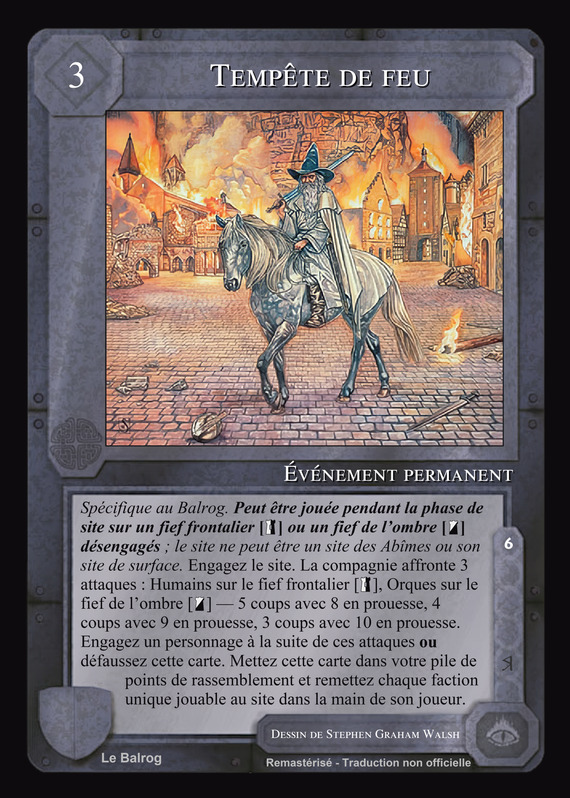 3
TEMPÊTE DE FEU
ÉVÉNEMENT PERMANENT
Spécifique au Balrog. Peut être jouée pendant la phase de
site sur un fief frontalier [] ou un fief de l'ombre []
désengagés ; le site ne peut être un site des Abîmes ou son
site de surface. Engagez le site. La compagnie affronte 3
attaques : Humains sur le fief frontalier [], Orques sur le
fief de l'ombre [] — 5 coups avec 8 en prouesse, 4
coups avec 9 en prouesse, 3 coups avec 10 en prouesse.
Engagez un personnage à la suite de ces attaques ou
défaussez cette carte. Mettez cette carte dans votre pile de
points de rassemblement et remettez chaque faction
unique jouable au site dans la main de son joueur.
6
DESSIN DE STEPHEN GRAHAM WALSH
Le Balrog
Remastérisé - Traduction non officielle